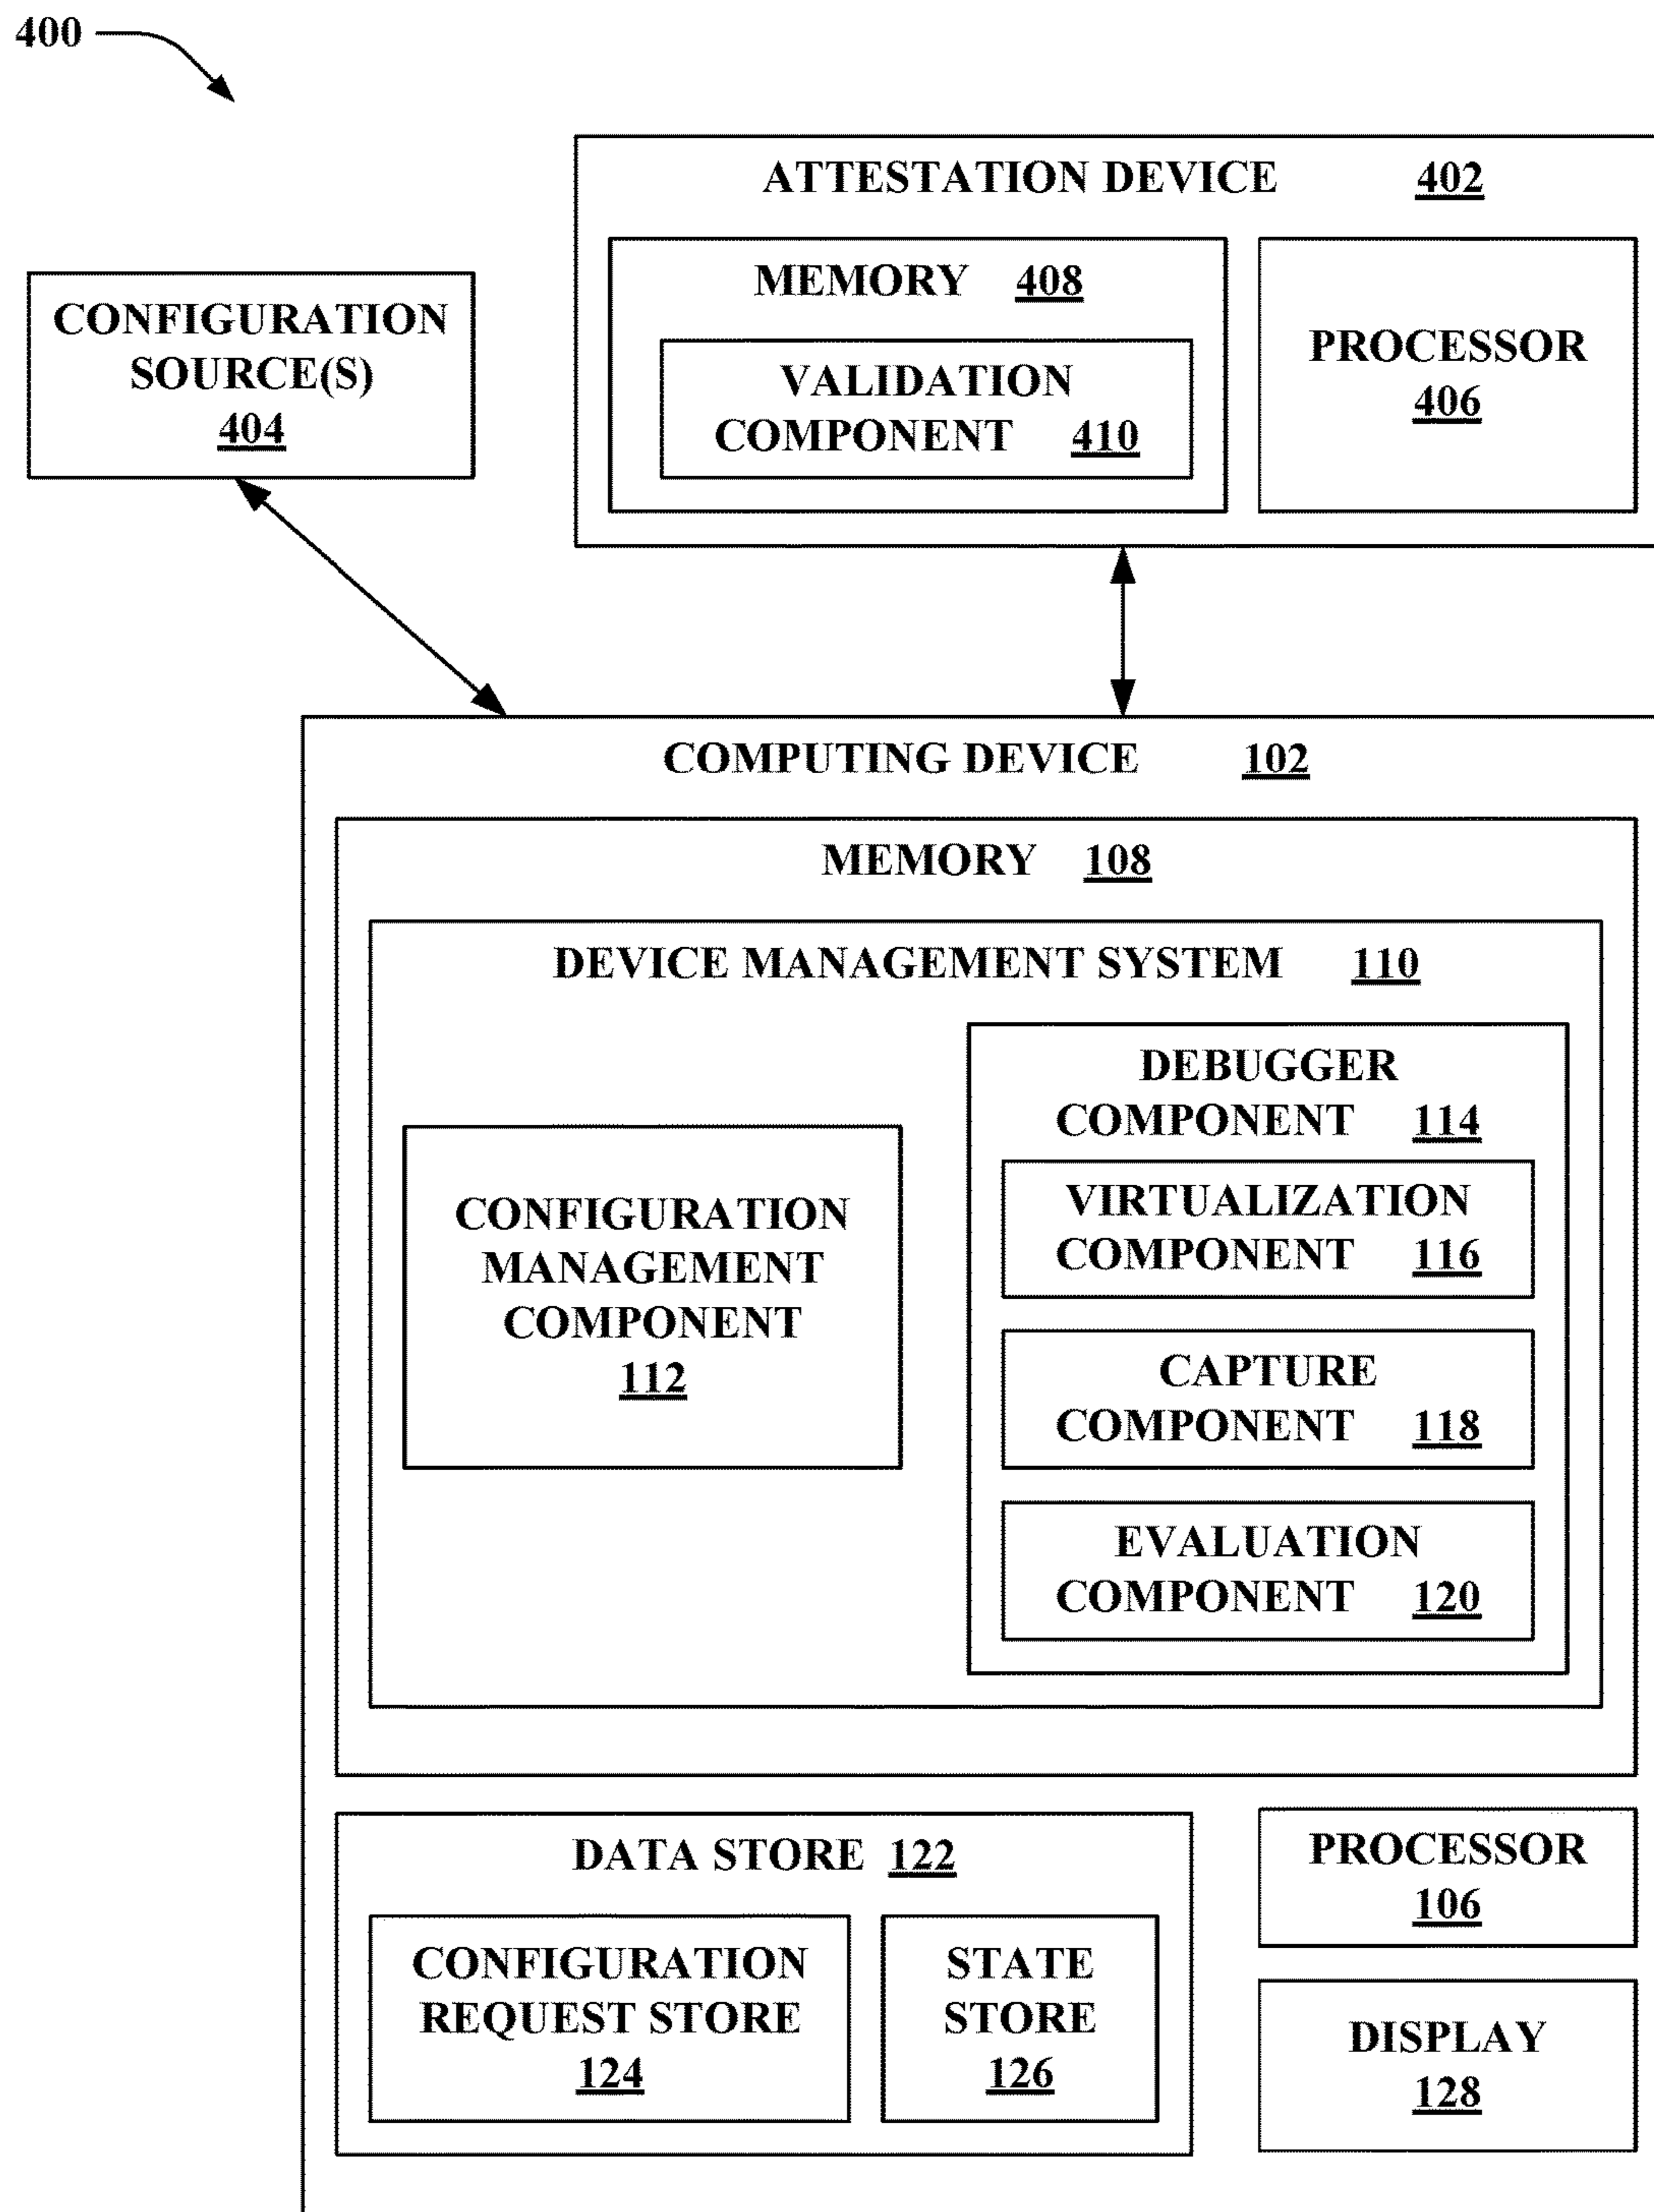 400
ATTESTATION DEVICE 402
MEMORY 408
VALIDATION
COMPONENT 410
PROCESSOR
406
CONFIGURATION
SOURCE(S)
404
COMPUTING DEVICE 102
MEMORY 108
DEVICE MANAGEMENT SYSTEM 110
CONFIGURATION
MANAGEMENT
COMPONENT
112
DEBUGGER
COMPONENT 114
VIRTUALIZATION
COMPONENT 116
CAPTURE
COMPONENT 118
EVALUATION
COMPONENT 120
DATA STORE 122
CONFIGURATION
REQUEST STORE
124
STATE
STORE
126
PROCESSOR
106
DISPLAY
128